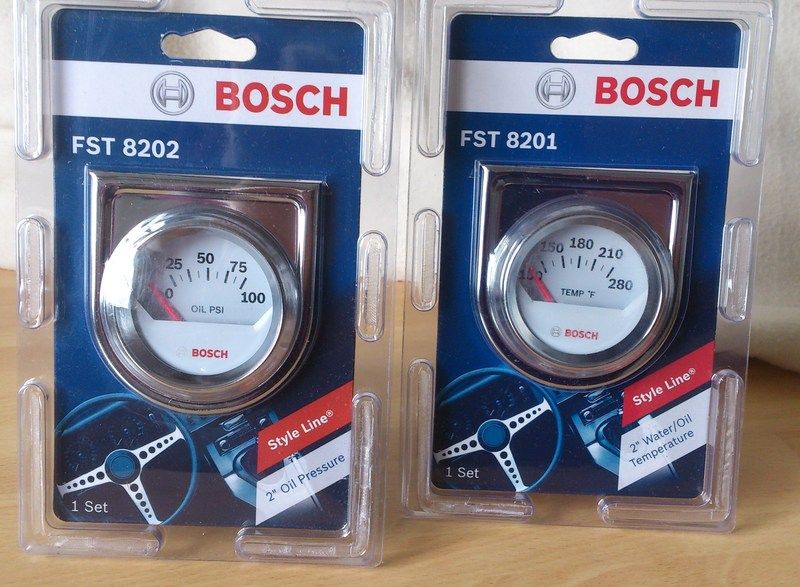 BOSCH
FST 8202
25 50 75
0 100
OIL PSI
BOSCH
Style Line®
2" Oil Pressure
1 Set
BOSCH
FST 8201
150 180 210
280
TEMP °F
BOSCH
Style Line®
2" Water/Oil
Temperature
1 Set